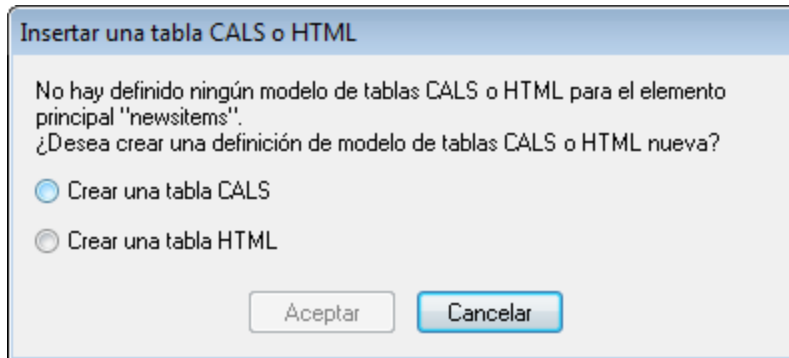 Insertar una tabla CALS o HTML
No hay definido ningún modelo de tablas CALS o HTML para el elemento
principal "newsitems".
¿Desea crear una definición de modelo de tablas CALS o HTML nueva?
Crear una tabla CALS
Crear una tabla HTML
Aceptar
Cancelar